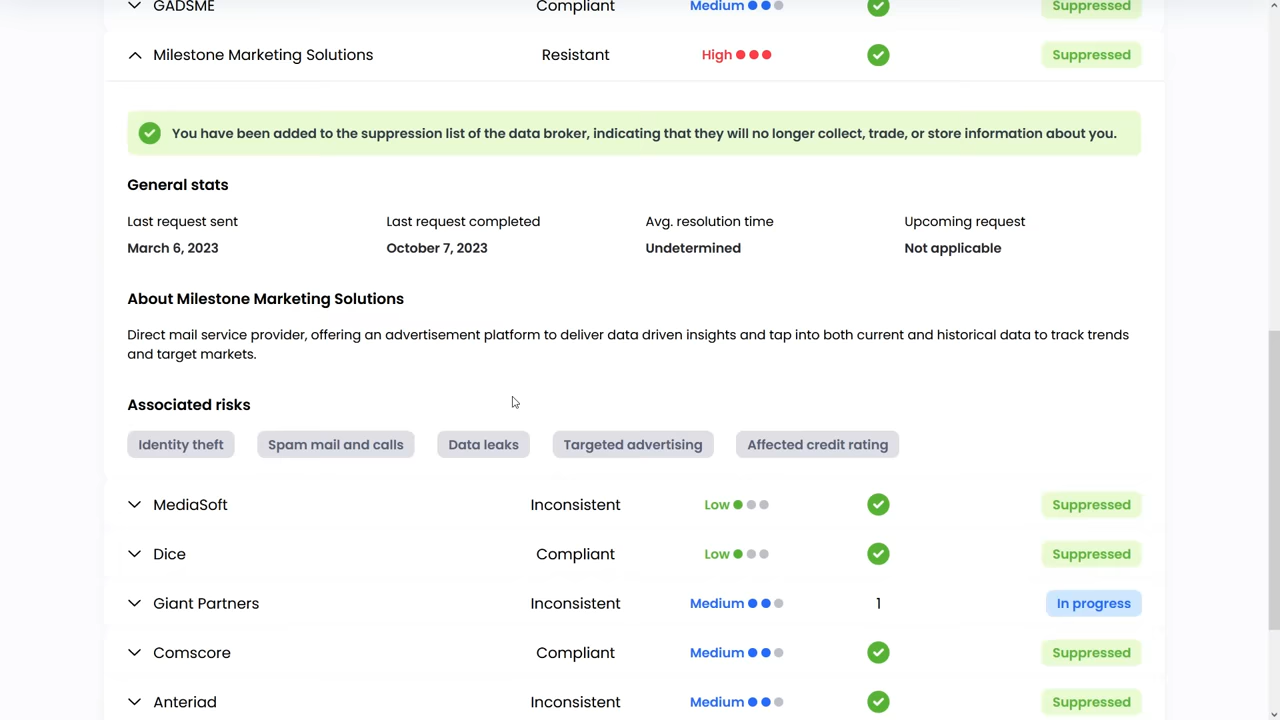 GADSME Compliant Medium Suppressed
Milestone Marketing Solutions Resistant High Suppressed
You have been added to the suppression list of the data broker, indicating that they will no longer collect, trade, or store information about you.
General stats
Last request sent Last request completed Avg. resolution time Upcoming request
March 6, 2023 October 7, 2023 Undetermined Not applicable
About Milestone Marketing Solutions
Direct mail service provider, offering an advertisement platform to deliver data driven insights and tap into both current and historical data to track trends
and target markets.
Associated risks
Identity theft Spam mail and calls Data leaks Targeted advertising Affected credit rating
MediaSoft Inconsistent Low Suppressed
Dice Compliant Low Suppressed
Giant Partners Inconsistent Medium 1 In progress
Comscore Compliant Medium Suppressed
Anteriad Inconsistent Medium Suppressed